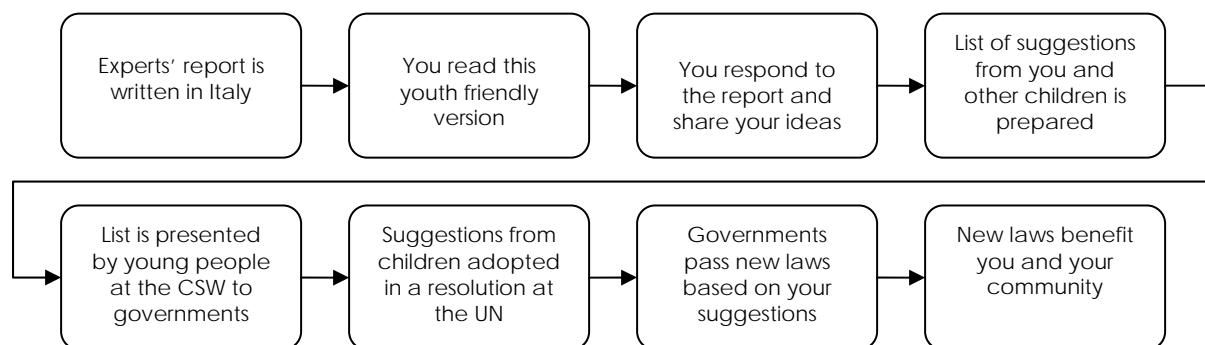 Experts’ report is
written in Italy
You read this
youth friendly
version
You respond to
the report and
share your ideas
List of suggestions
from you and
other children is
prepared
List is presented
by young people
at the CSW to
governments
Suggestions from
children adopted
in a resolution at
the UN
Governments
pass new laws
based on your
suggestions
New laws benefit
you and your
community